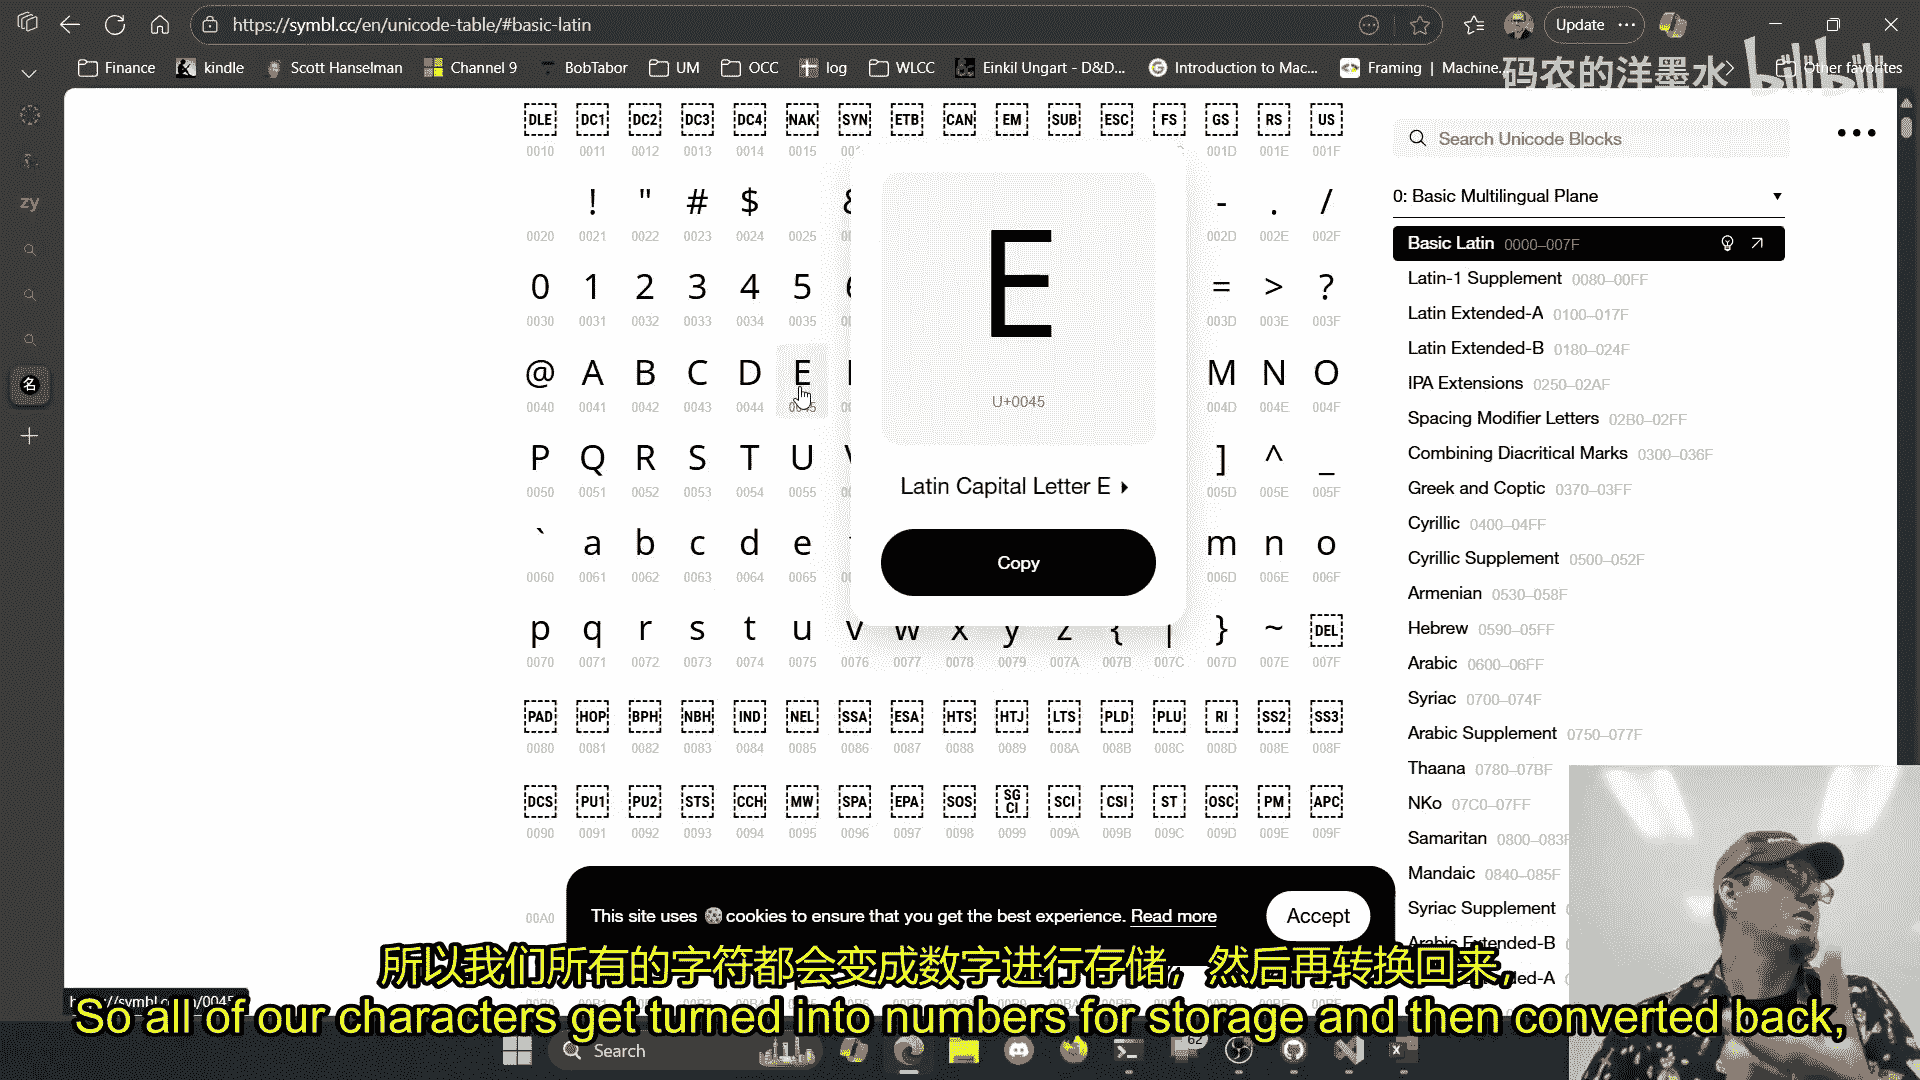 https://symbl.cc/en/unicode-table/#basic-latin
Update
Finance kindle Scott Hanselman Channel 9 BobTabor UM OCC log WLCC Einkil Ungart - D&D... Introduction to Mac... Framing | Machine... Other favorites
码农的洋墨水 bilibili
zy
名
DLE DC1 DC2 DC3 DC4 NAK SYN ETB CAN EM SUB ESC FS GS RS US
0010 0011 0012 0013 0014 0015 001D 001E 001F
! " # $ - . /
0020 0021 0022 0023 0024 0025 002D 002E 002F
0 1 2 3 4 5 = > ?
0030 0031 0032 0033 0034 0035 003D 003E 003F
@ A B C D E M N O
0040 0041 0042 0043 0044 004D 004E 004F
P Q R S T U ] ^ _
0050 0051 0052 0053 0054 0055 005D 005E 005F
` a b c d e m n o
0060 0061 0062 0063 0064 0065 006D 006E 006F
p q r s t u v w x y z { | } ~ DEL
0070 0071 0072 0073 0074 0075 0076 0077 0078 0079 007A 007B 007C 007D 007E 007F
PAD HOP BPH NBH IND NEL SSA ESA HTS HTJ LTS PLD PLU RI SS2 SS3
0080 0081 0082 0083 0084 0085 0086 0087 0088 0089 008A 008B 008C 008D 008E 008F
DCS PU1 PU2 STS CCH MW SPA EPA SOS SGCI SCI CSI ST OSC PM APC
0090 0091 0092 0093 0094 0095 0096 0097 0098 0099 009A 009B 009C 009D 009E 009F
00A0
E
U+0045
Latin Capital Letter E
Copy
Search Unicode Blocks
0: Basic Multilingual Plane
Basic Latin 0000–007F
Latin-1 Supplement 0080–00FF
Latin Extended-A 0100–017F
Latin Extended-B 0180–024F
IPA Extensions 0250–02AF
Spacing Modifier Letters 02B0–02FF
Combining Diacritical Marks 0300–036F
Greek and Coptic 0370–03FF
Cyrillic 0400–04FF
Cyrillic Supplement 0500–052F
Armenian 0530–058F
Hebrew 0590–05FF
Arabic 0600–06FF
Syriac 0700–074F
Arabic Supplement 0750–077F
Thaana 0780–07BF
NKo 07C0–07FF
Samaritan 0800–083F
Mandaic 0840–085F
Syriac Supplement
Arabic Extended-B
This site uses cookies to ensure that you get the best experience. Read more
Accept
所以我们所有的字符都会变成数字进行存储，然后再转换回来，
So all of our characters get turned into numbers for storage and then converted back,
Search
62